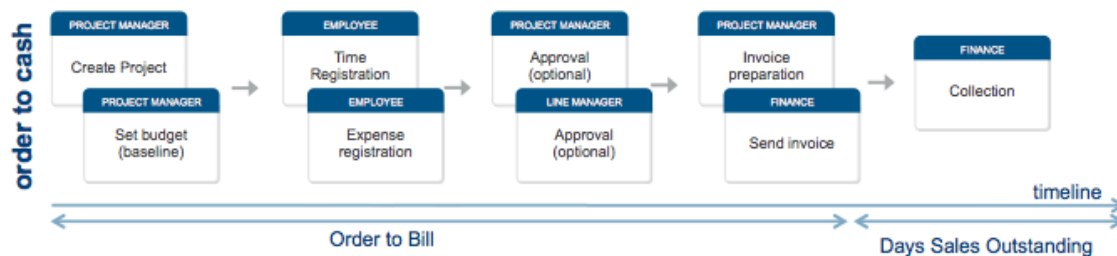 order to cash
PROJECT MANAGER
Create Project
PROJECT MANAGER
Set budget
(baseline)
EMPLOYEE
Time
Registration
EMPLOYEE
Expense
registration
PROJECT MANAGER
Approval
(optional)
LINE MANAGER
Approval
(optional)
PROJECT MANAGER
Invoice
preparation
FINANCE
Send invoice
FINANCE
Collection
timeline
Order to Bill
Days Sales Outstanding